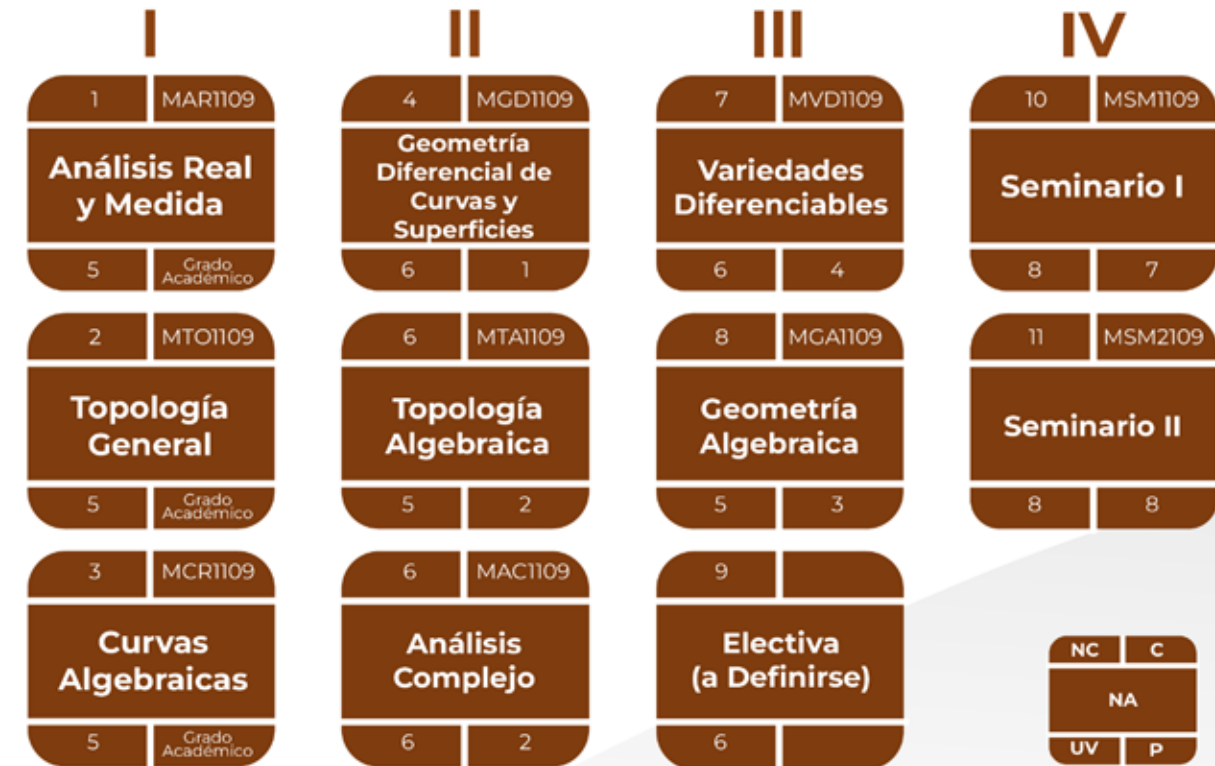 I
II
III
IV
1 MAR1109
Análisis Real
y Medida
5 Grado
Académico
4 MGD1109
Geometría
Diferencial de
Curvas y
Superficies
6 1
7 MVD1109
Variedades
Diferenciables
6 4
10 MSM1109
Seminario I
8 7
2 MTO1109
Topología
General
5 Grado
Académico
6 MTA1109
Topología
Algebraica
5 2
8 MGA1109
Geometría
Algebraica
5 3
11 MSM2109
Seminario II
8 8
3 MCR1109
Curvas
Algebraicas
5 Grado
Académico
6 MAC1109
Análisis
Complejo
6 2
9
Electiva
(a Definirse)
6
NC C
NA
UV P